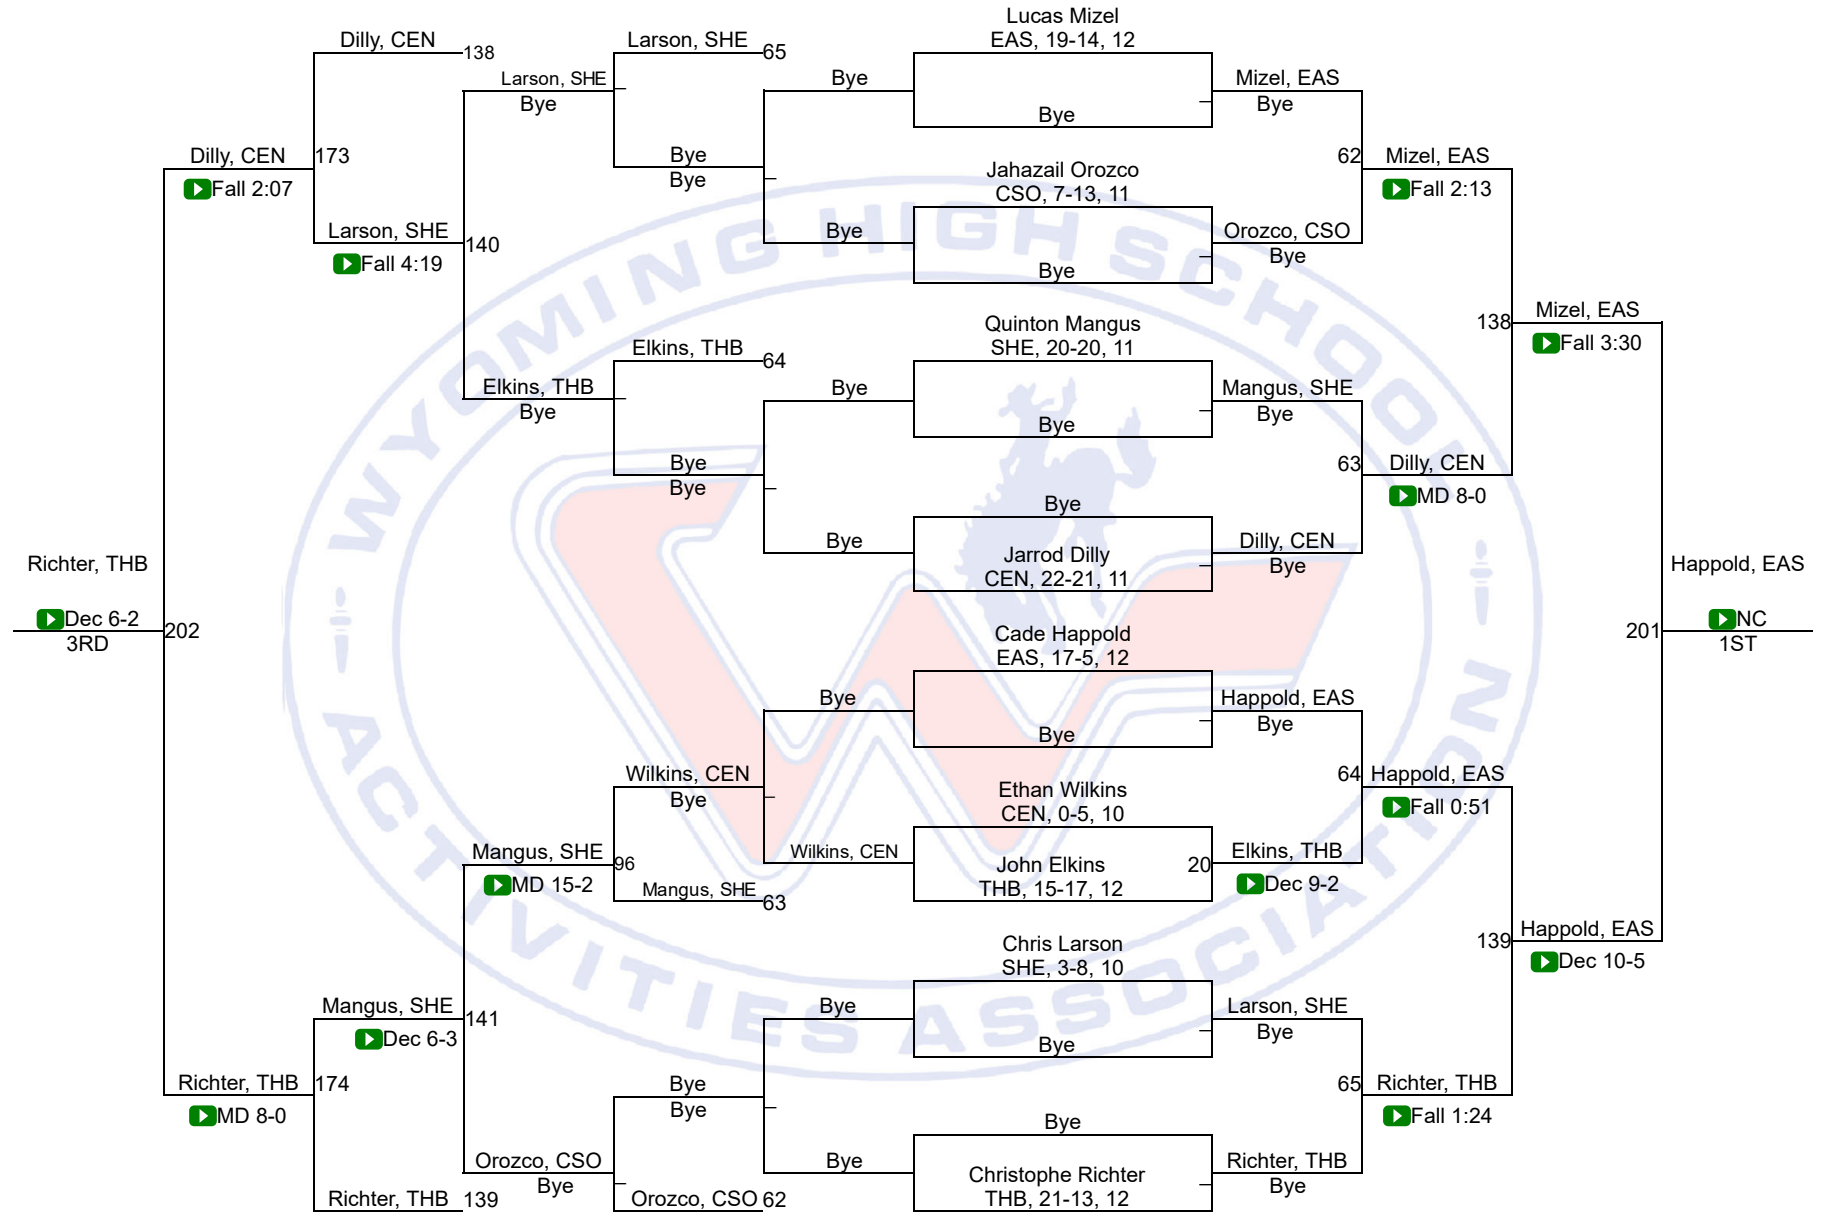 Lucas Mizel
EAS, 19-14, 12
Dilly, CEN
138
Larson, SHE
65
Larson, SHE
Bye
Bye
Bye
Mizel, EAS
Bye
Dilly, CEN
173
Fall 2:07
Bye
Bye
Jahazail Orozco
CSO, 7-13, 11
62
Mizel, EAS
Fall 2:13
Larson, SHE
140
Fall 4:19
Bye
Bye
Orozco, CSO
Bye
Quinton Mangus
SHE, 20-20, 11
138
Mizel, EAS
Fall 3:30
Elkins, THB
64
Elkins, THB
Bye
Bye
Bye
Mangus, SHE
Bye
Bye
Bye
63
Dilly, CEN
MD 8-0
Bye
Bye
Jarrod Dilly
CEN, 22-21, 11
Dilly, CEN
Bye
Richter, THB
Dec 6-2
3RD
202
Happold, EAS
201
NC
1ST
Cade Happold
EAS, 17-5, 12
Bye
Bye
Happold, EAS
Bye
Wilkins, CEN
Bye
Ethan Wilkins
CEN, 0-5, 10
64
Happold, EAS
Fall 0:51
Mangus, SHE
96
MD 15-2
Mangus, SHE
63
Wilkins, CEN
John Elkins
THB, 15-17, 12
20
Elkins, THB
Dec 9-2
Chris Larson
SHE, 3-8, 10
139
Happold, EAS
Dec 10-5
Mangus, SHE
141
Dec 6-3
Bye
Bye
Larson, SHE
Bye
Richter, THB
174
MD 8-0
Bye
Bye
Bye
65
Richter, THB
Fall 1:24
Orozco, CSO
Bye
Bye
Christophe Richter
THB, 21-13, 12
Richter, THB
Bye
Richter, THB
139
Orozco, CSO
62
WYOMING HIGH SCHOOL
ACTIVITIES ASSOCIATION